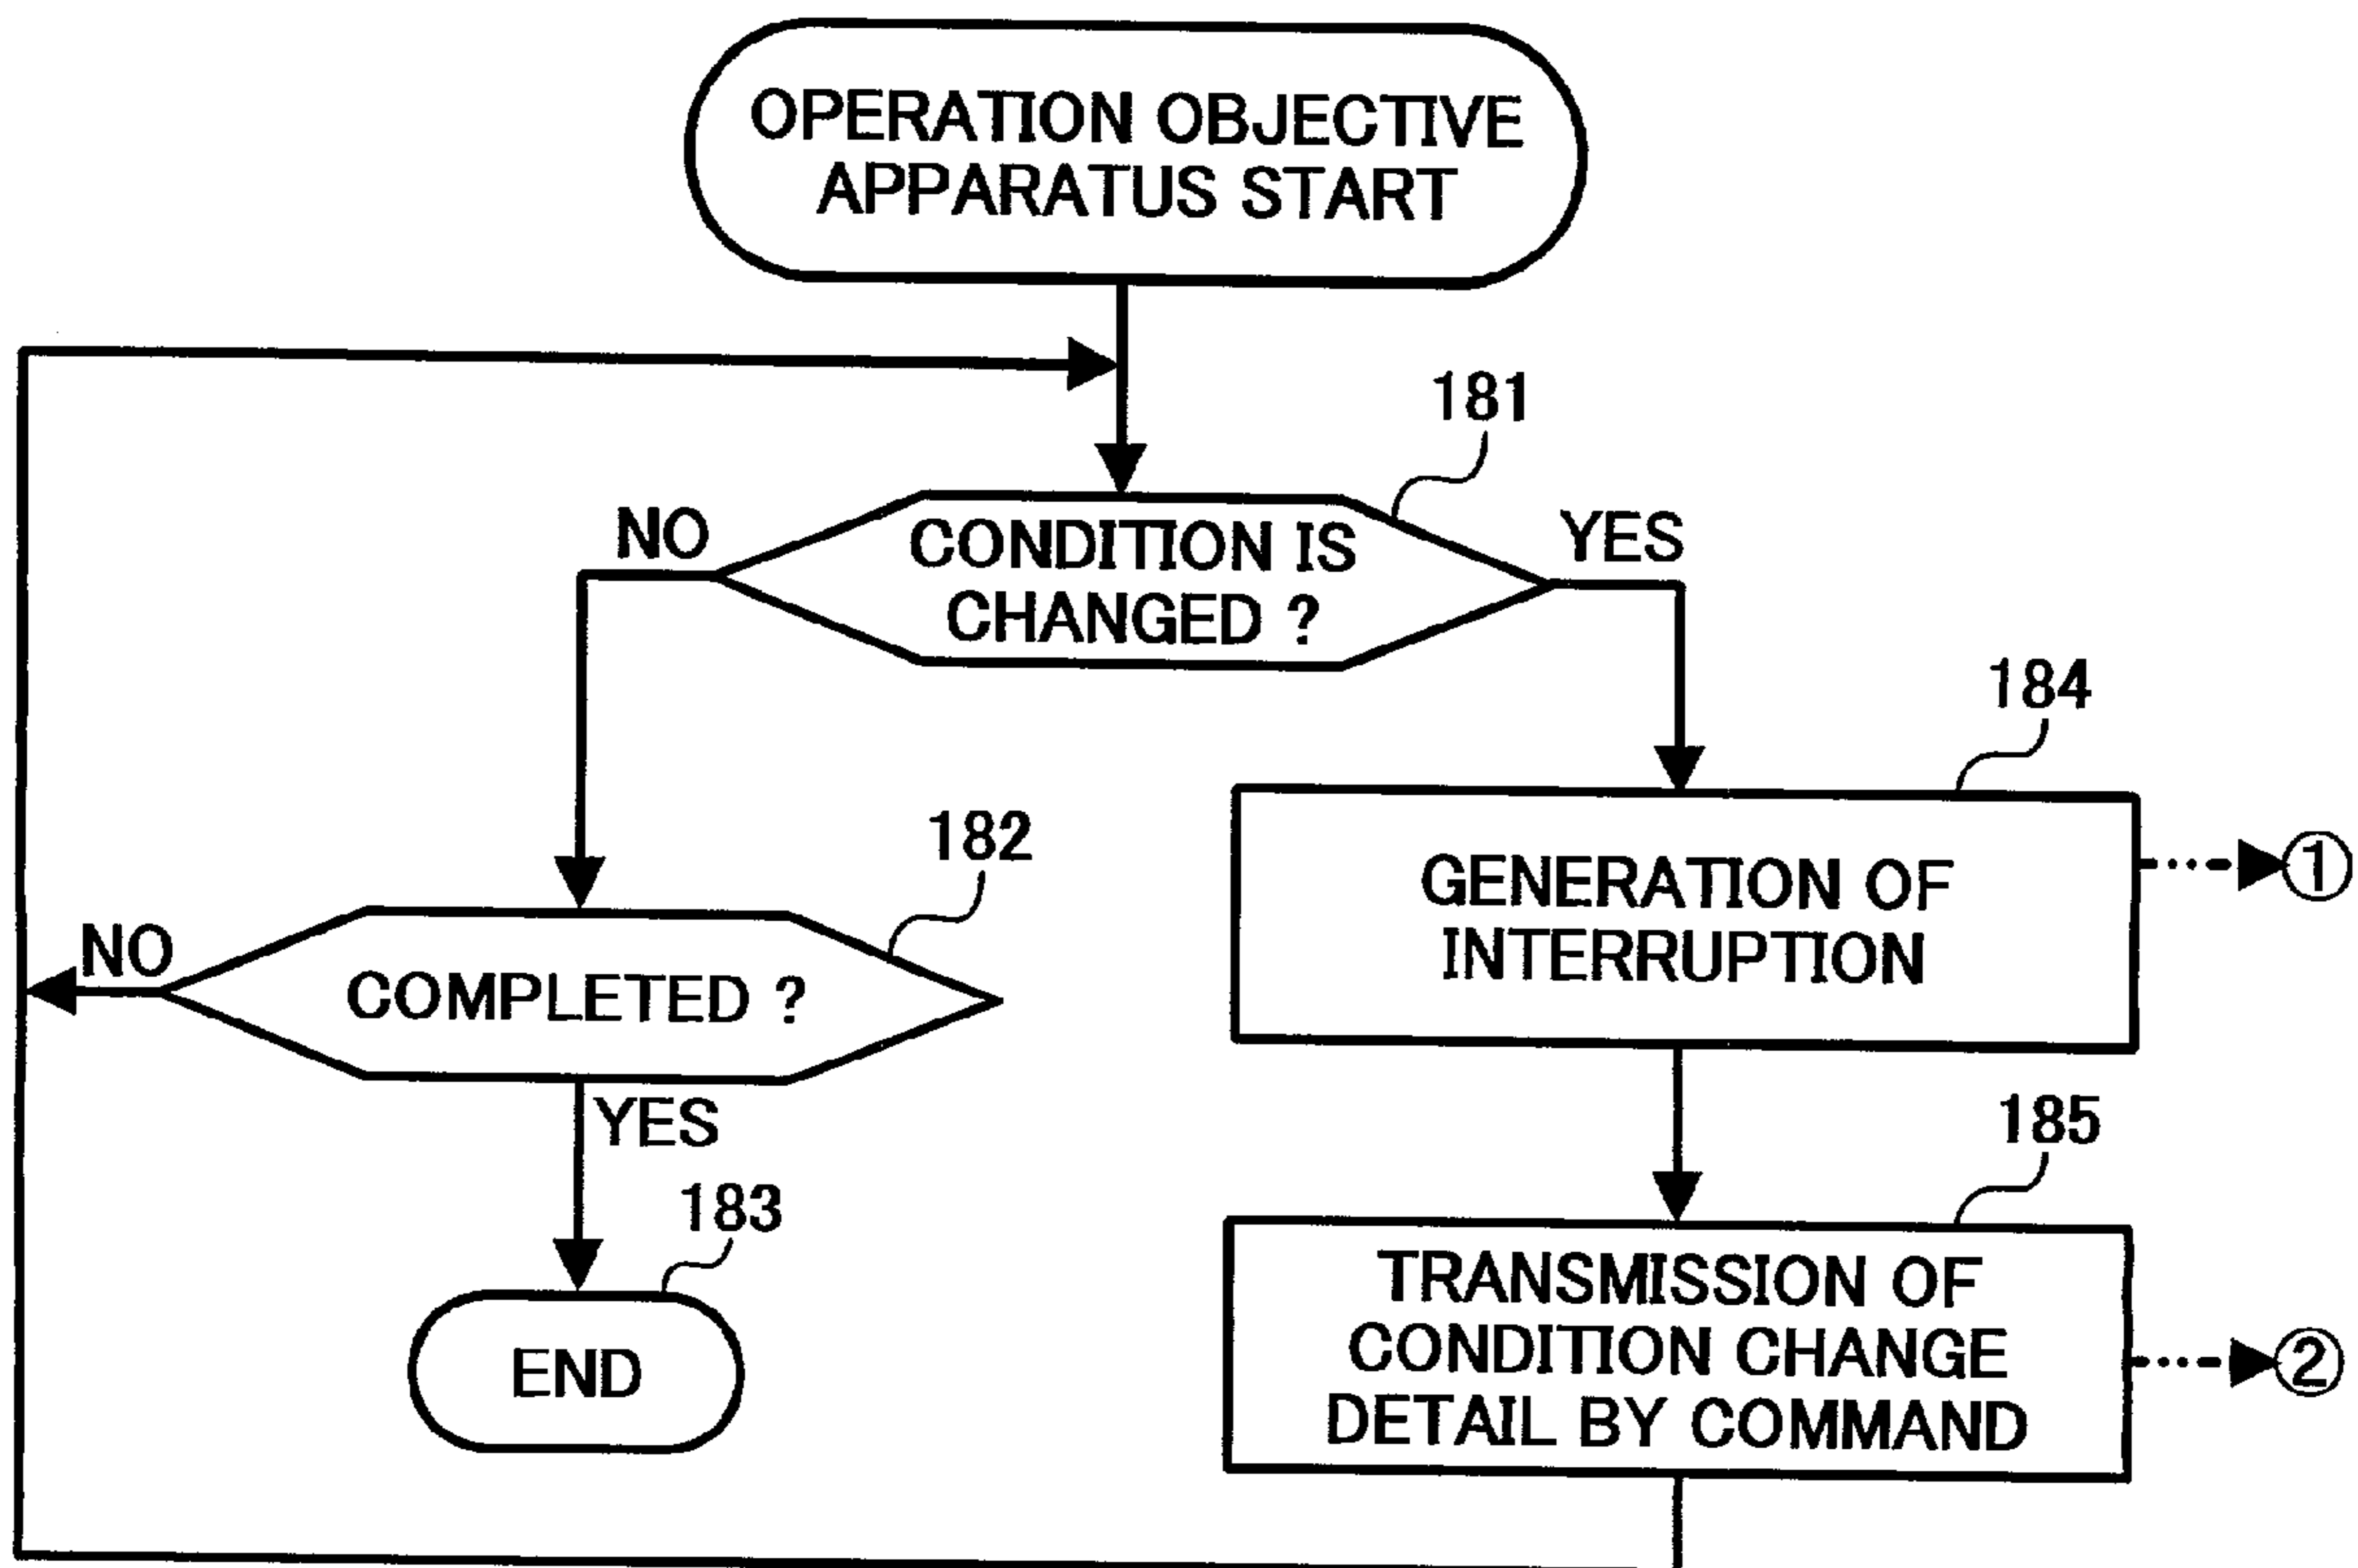 OPERATION OBJECTIVE
APPARATUS START
181
NO
CONDITION IS
CHANGED ?
YES
184
182
GENERATION OF
INTERRUPTION
①
NO
COMPLETED ?
YES
183
END
185
TRANSMISSION OF
CONDITION CHANGE
DETAIL BY COMMAND
②